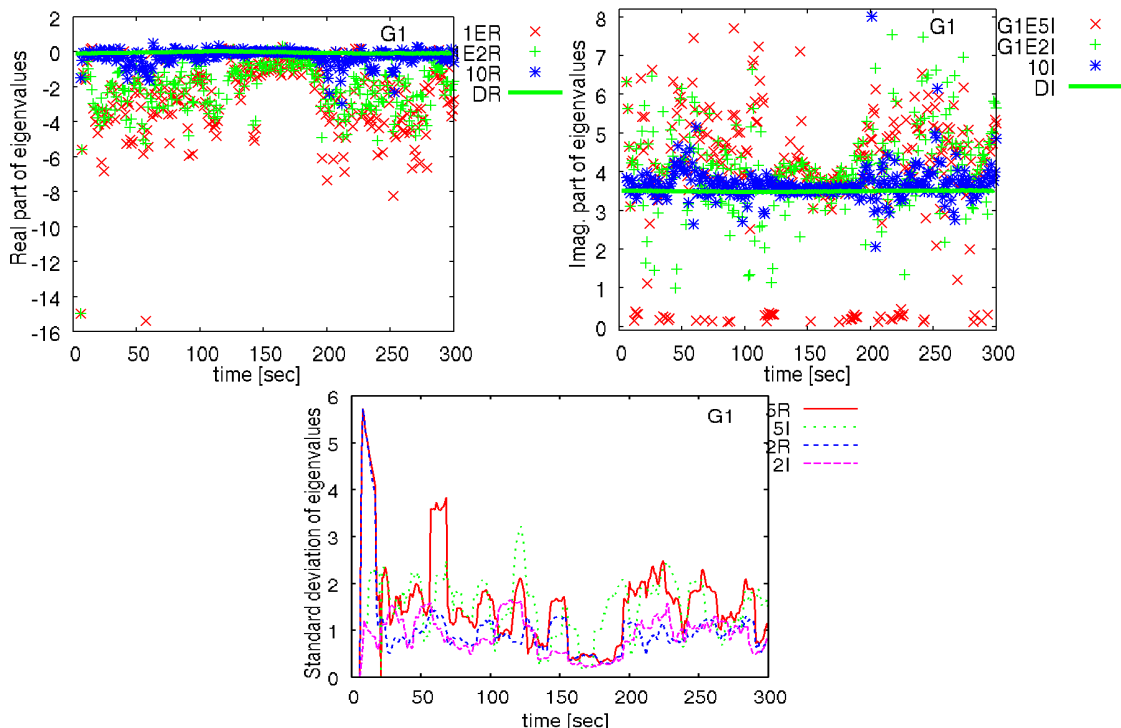 Real part of eigenvalues
2
0
-2
-4
-6
-8
-10
-12
-14
-16
0 50 100 150 200 250 300
time [sec]
G1
1ER
1E2R
10R
DR
Imag. part of eigenvalues
8
7
6
5
4
3
2
1
0
0 50 100 150 200 250 300
time [sec]
G1
G1E5I
G1E2I
10I
DI
Standard deviation of eigenvalues
6
5
4
3
2
1
0
0 50 100 150 200 250 300
time [sec]
G1
5R
5I
2R
2I